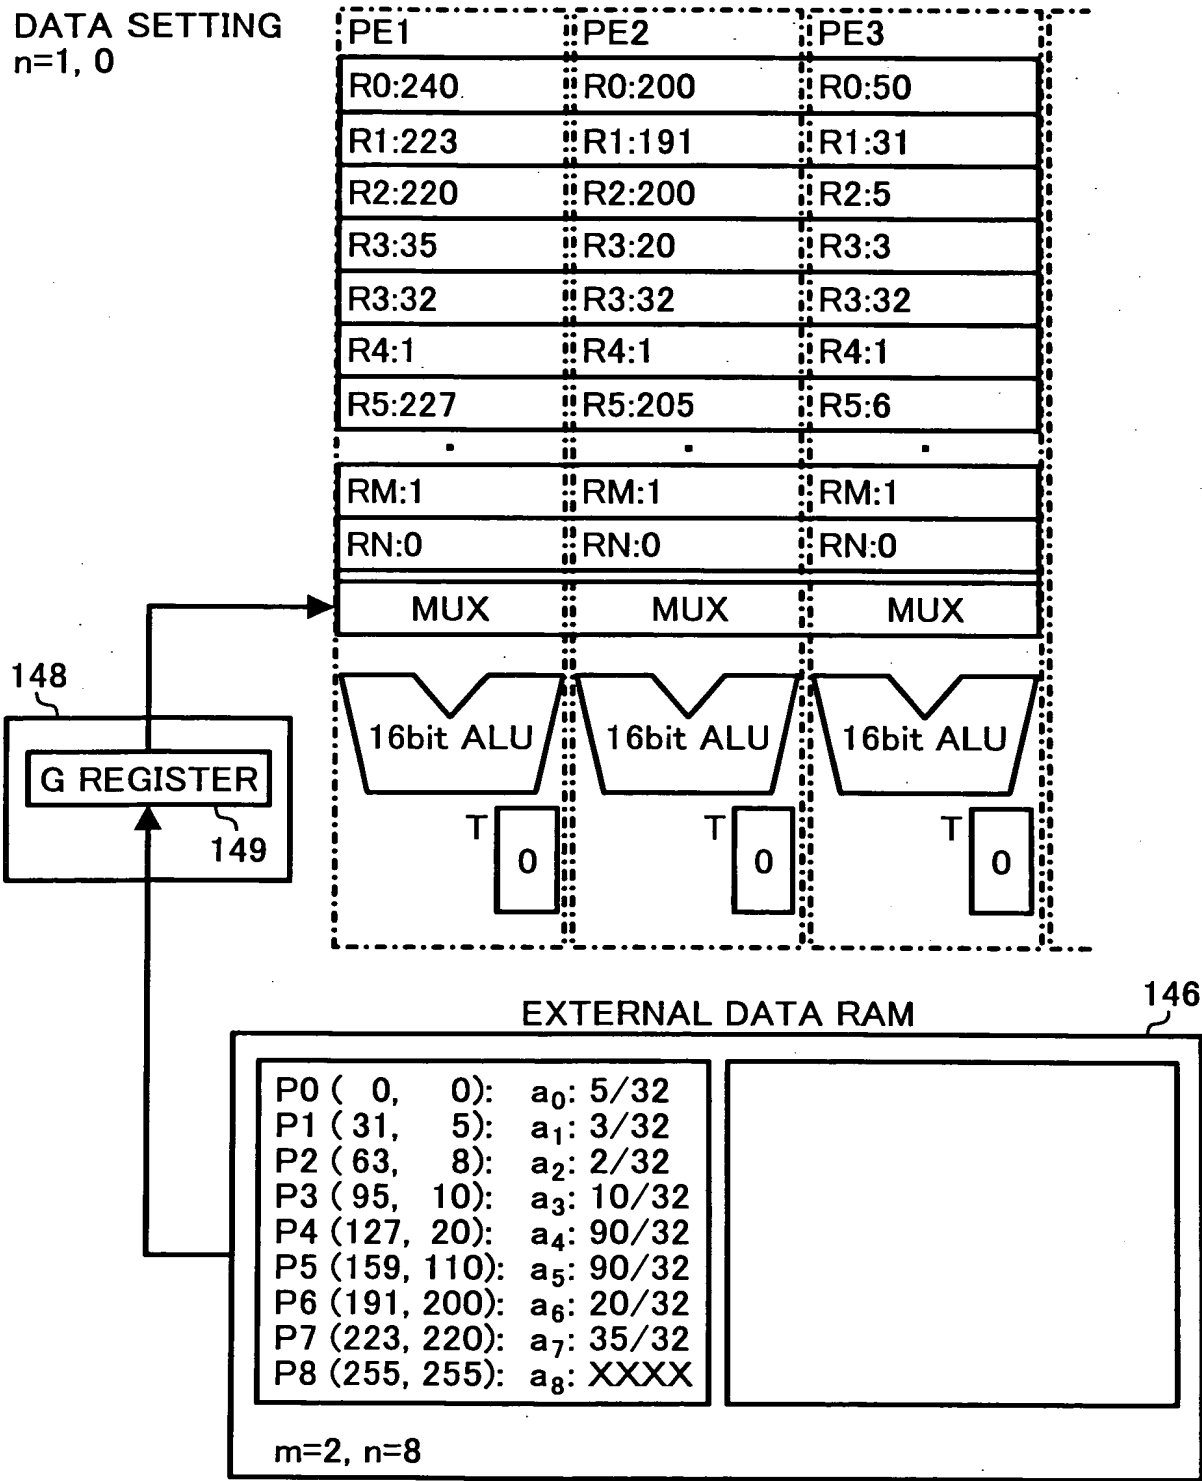 DATA SETTING
n=1, 0
PE1 PE2 PE3
R0:240 R0:200 R0:50
R1:223 R1:191 R1:31
R2:220 R2:200 R2:5
R3:35 R3:20 R3:3
R3:32 R3:32 R3:32
R4:1 R4:1 R4:1
R5:227 R5:205 R5:6
RM:1 RM:1 RM:1
RN:0 RN:0 RN:0
MUX MUX MUX
148
16bit ALU 16bit ALU 16bit ALU
G REGISTER
149
T T T
0 0 0
EXTERNAL DATA RAM
146
P0 ( 0, 0): a0: 5/32
P1 ( 31, 5): a1: 3/32
P2 ( 63, 8): a2: 2/32
P3 ( 95, 10): a3: 10/32
P4 (127, 20): a4: 90/32
P5 (159, 110): a5: 90/32
P6 (191, 200): a6: 20/32
P7 (223, 220): a7: 35/32
P8 (255, 255): a8: XXXX
m=2, n=8